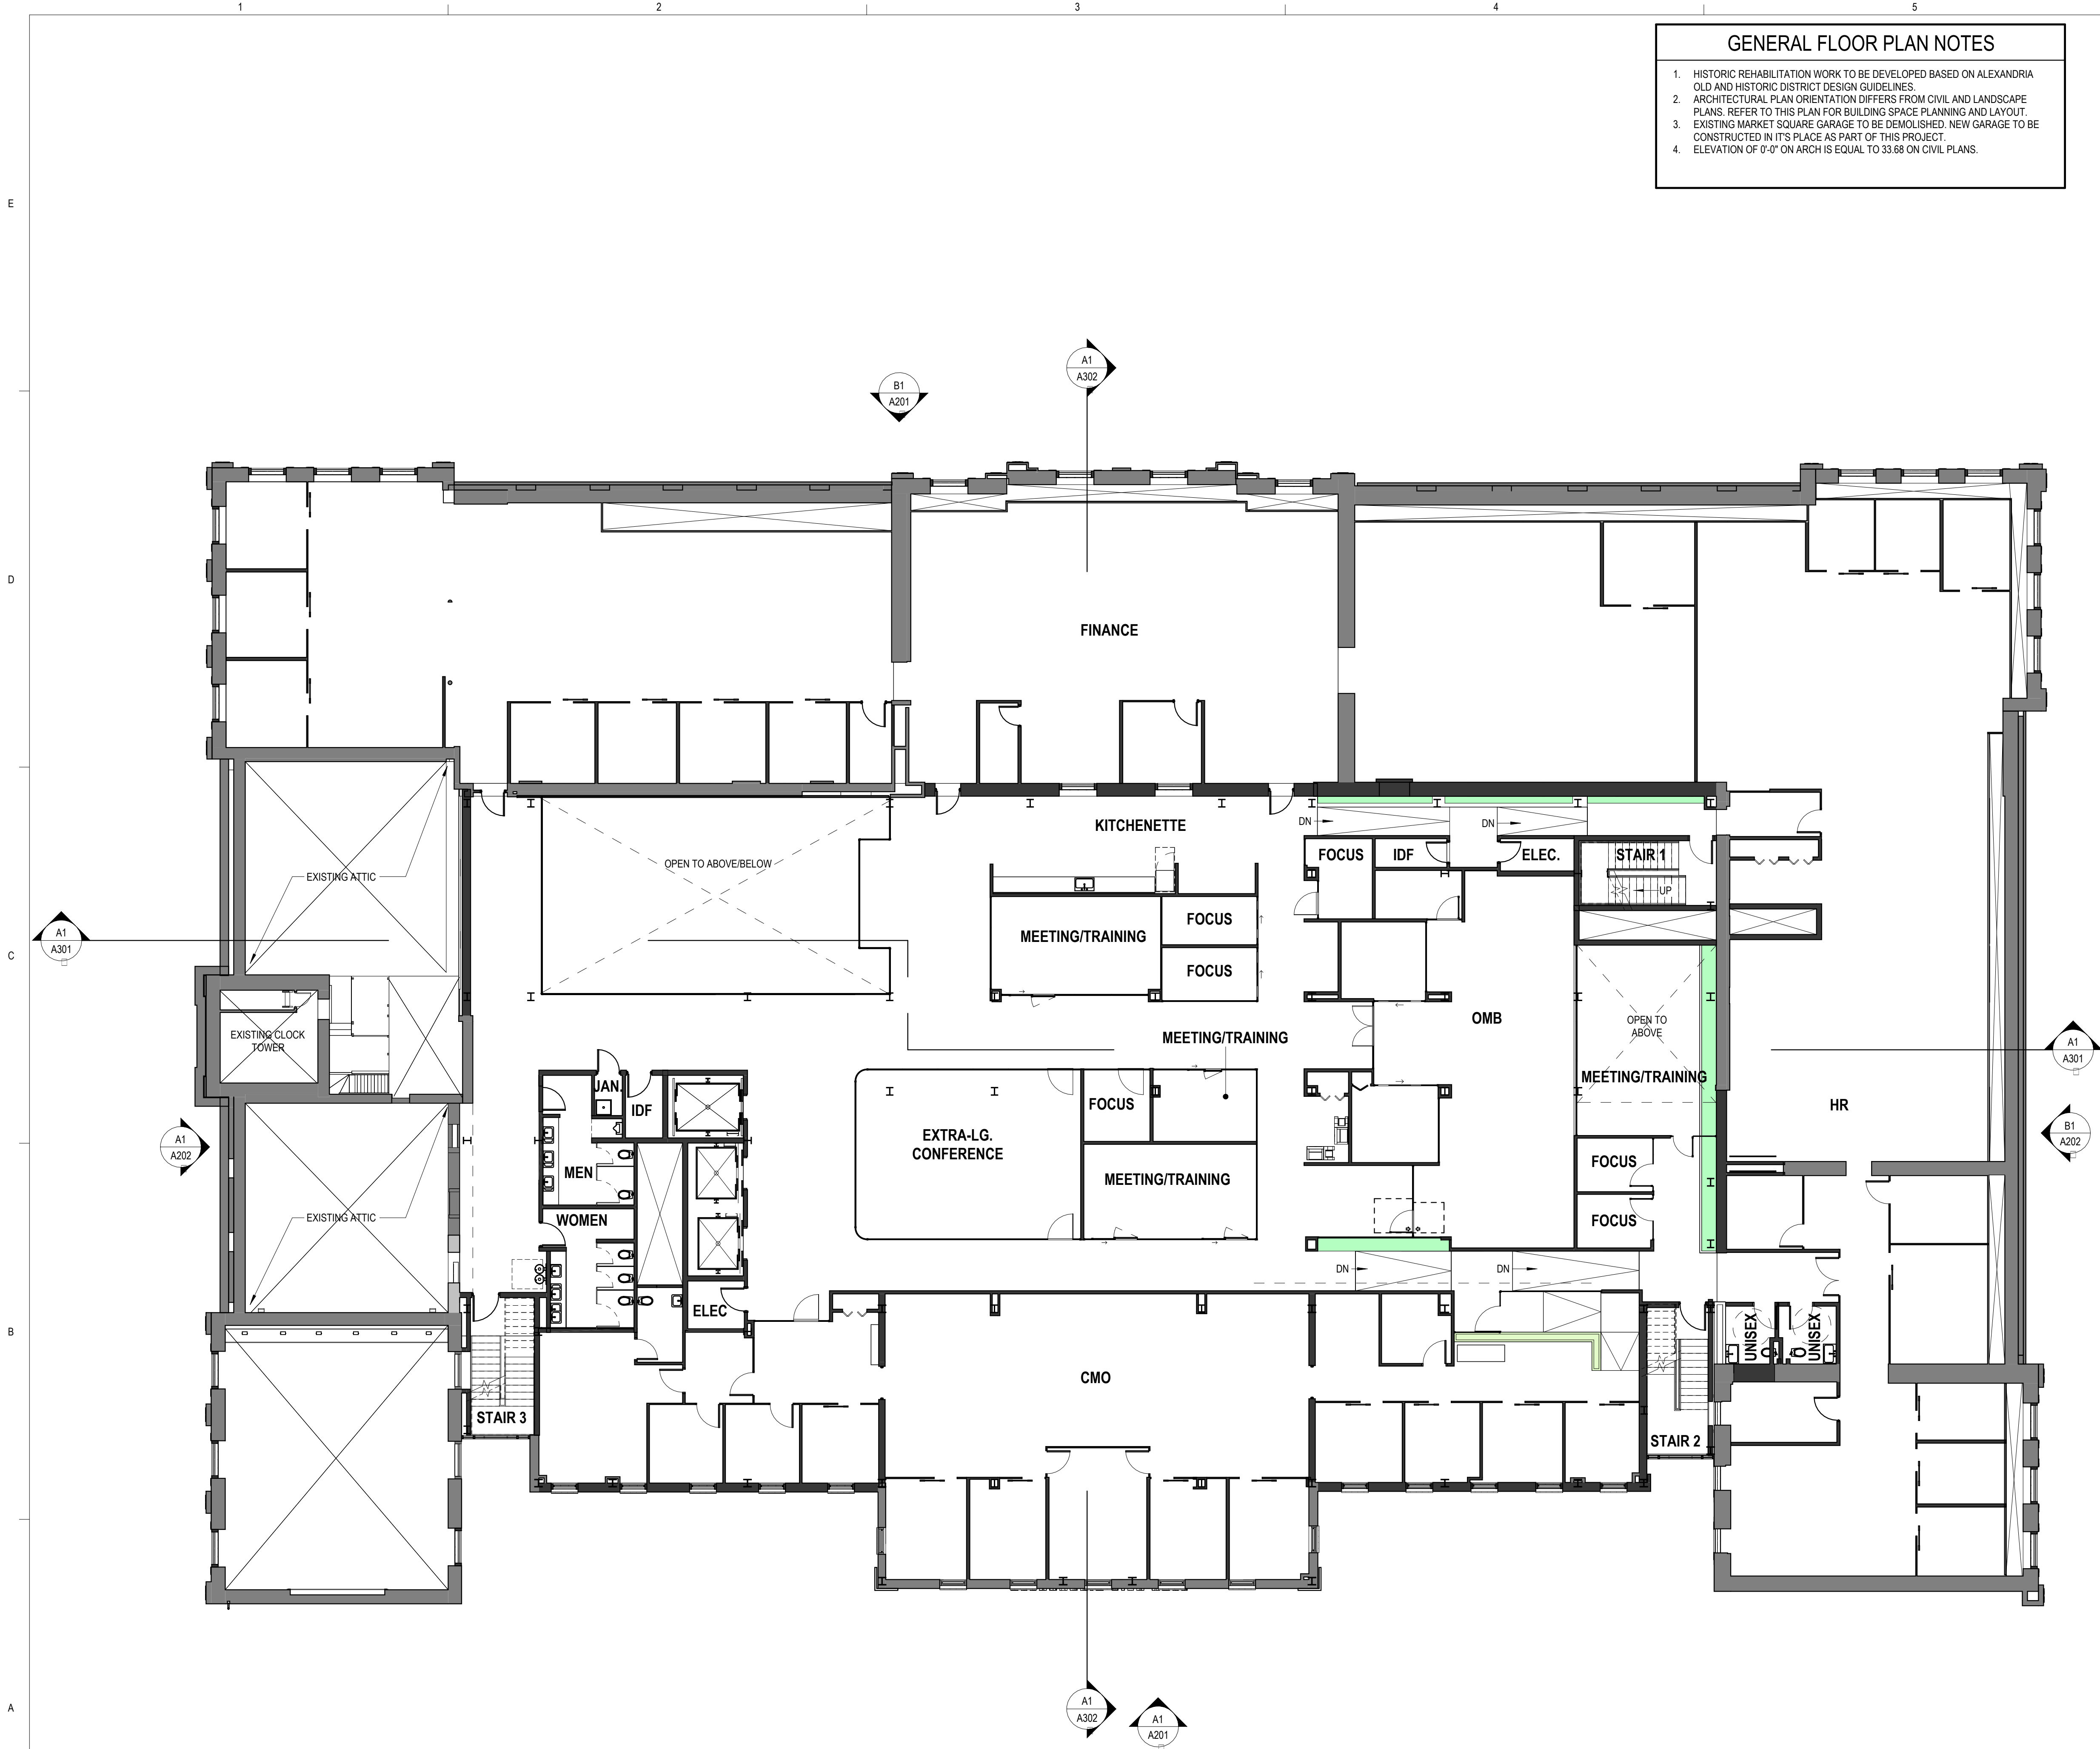 1
2
3
4
5
GENERAL FLOOR PLAN NOTES
1. HISTORIC REHABILITATION WORK TO BE DEVELOPED BASED ON ALEXANDRIA
OLD AND HISTORIC DISTRICT DESIGN GUIDELINES.
2. ARCHITECTURAL PLAN ORIENTATION DIFFERS FROM CIVIL AND LANDSCAPE
PLANS. REFER TO THIS PLAN FOR BUILDING SPACE PLANNING AND LAYOUT.
3. EXISTING MARKET SQUARE GARAGE TO BE DEMOLISHED. NEW GARAGE TO BE
CONSTRUCTED IN IT'S PLACE AS PART OF THIS PROJECT.
4. ELEVATION OF 0'-0" ON ARCH IS EQUAL TO 33.68 ON CIVIL PLANS.
E
A1
A302
B1
A201
D
FINANCE
KITCHENETTE
DN
DN
OPEN TO ABOVE/BELOW
FOCUS
IDF
ELEC.
STAIR 1
EXISTING ATTIC
UP
FOCUS
A1
A301
MEETING/TRAINING
C
FOCUS
OMB
OPEN TO
ABOVE
EXISTING CLOCK
TOWER
MEETING/TRAINING
A1
A301
MEETING/TRAINING
JAN.
IDF
FOCUS
HR
A1
A202
EXTRA-LG.
CONFERENCE
B1
A202
MEN
FOCUS
MEETING/TRAINING
EXISTING ATTIC
WOMEN
FOCUS
DN
DN
ELEC
B
UNISEX
UNISEX
CMO
STAIR 3
STAIR 2
A
A1
A302
A1
A201